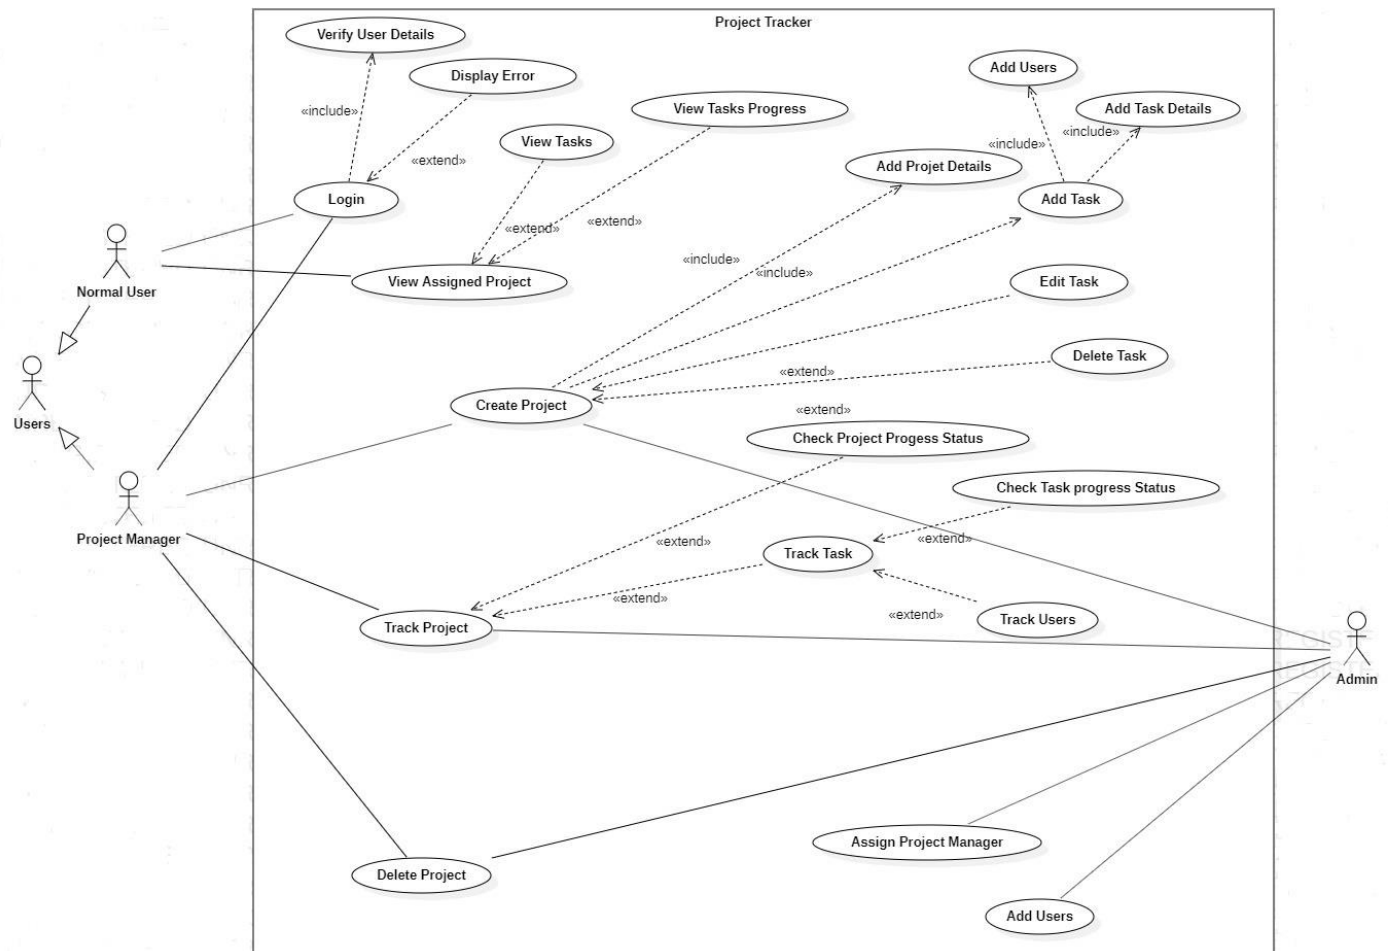 Project Tracker
Verify User Details
Display Error
Add Users
«include»
View Tasks Progress
Add Task Details
View Tasks
«include»
«include»
«extend»
Add Projet Details
Login
Add Task
«extend»
«extend»
«include»
«include»
Normal User
View Assigned Project
Edit Task
Delete Task
«extend»
Users
Create Project
«extend»
Check Project Progess Status
Check Task progress Status
Project Manager
«extend»
Track Task
«extend»
«extend»
«extend»
Track Users
Track Project
Admin
Assign Project Manager
Delete Project
Add Users